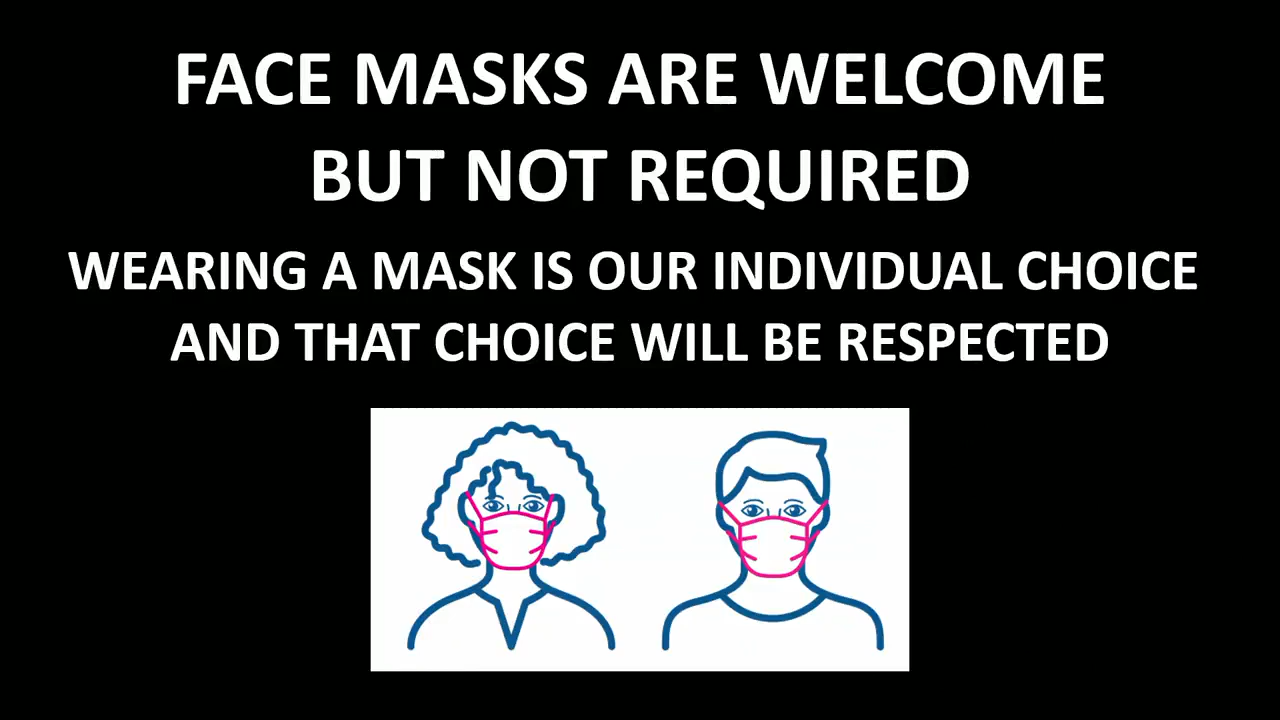 FACE MASKS ARE WELCOME
BUT NOT REQUIRED
WEARING A MASK IS OUR INDIVIDUAL CHOICE
AND THAT CHOICE WILL BE RESPECTED